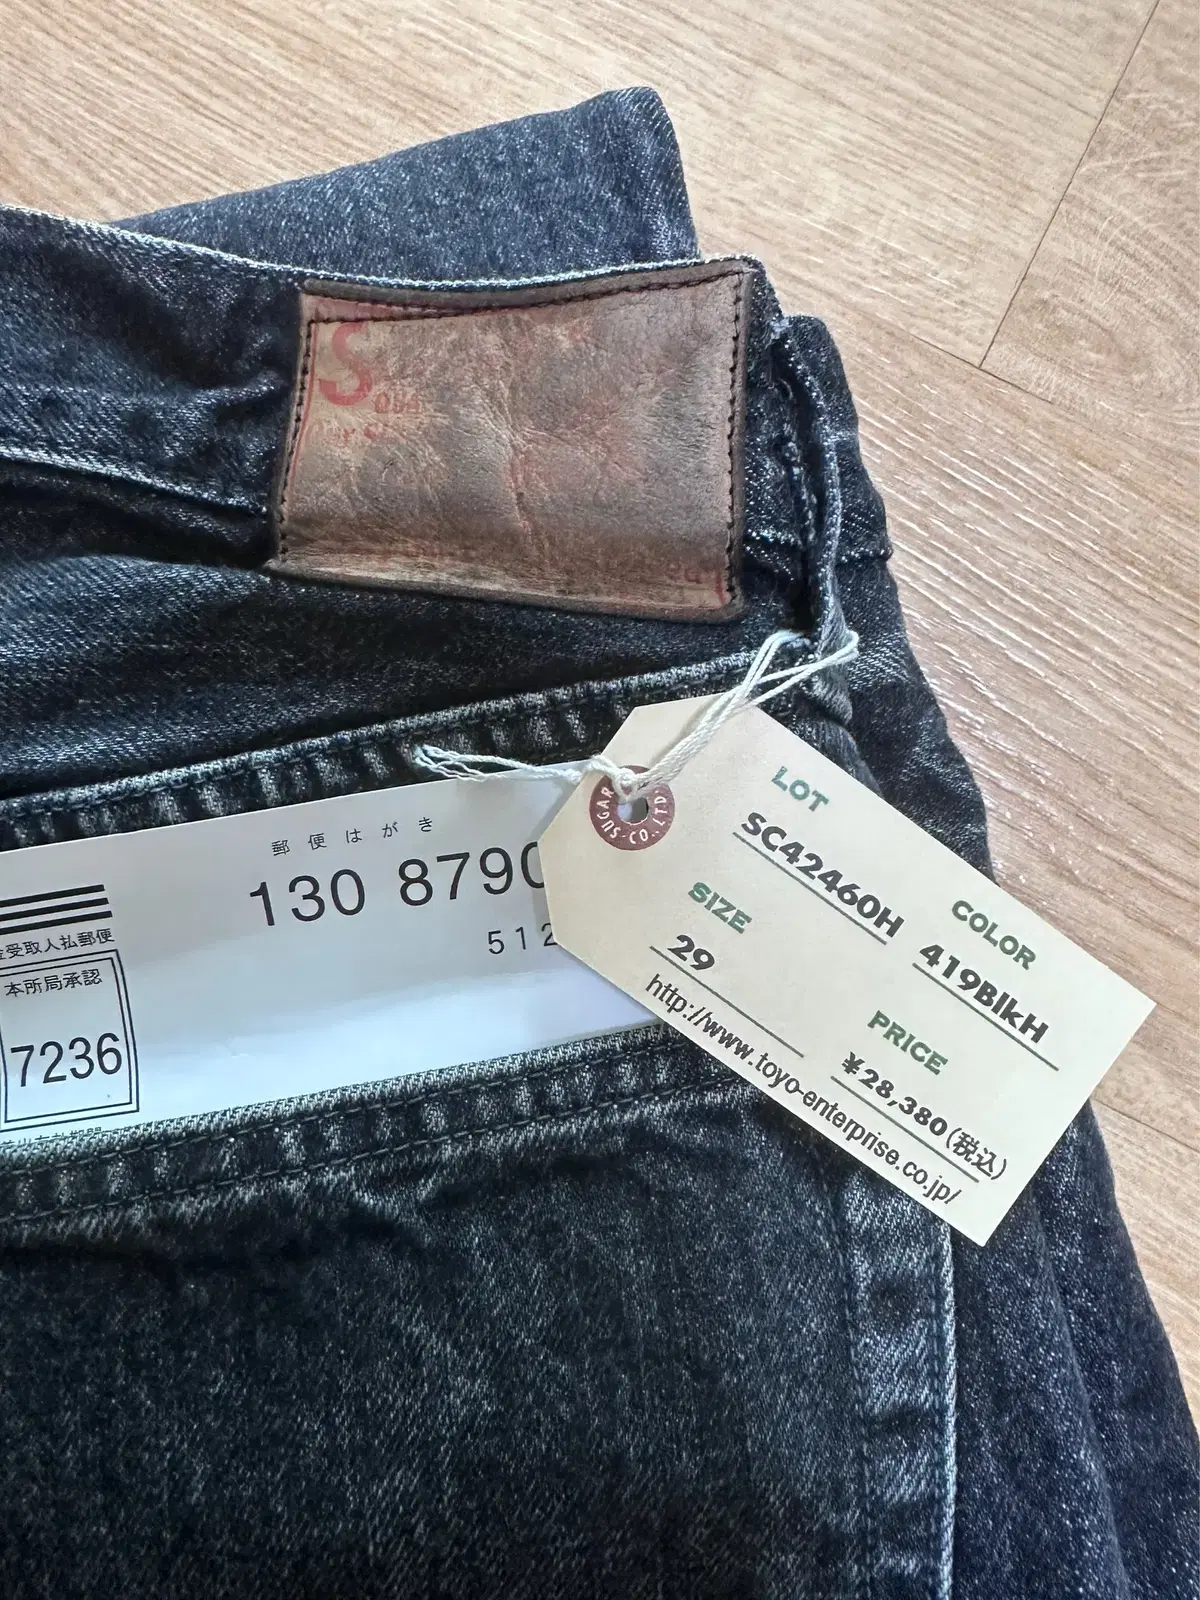 S
郵便はがき
130 8790
512
金受取人払郵便
本所局承認
7236
SUGAR CO. LTD.
LOT
SC42460H
COLOR
419BlkH
SIZE
29
PRICE
¥28,380(税込)
http://www.toyo-enterprise.co.jp/